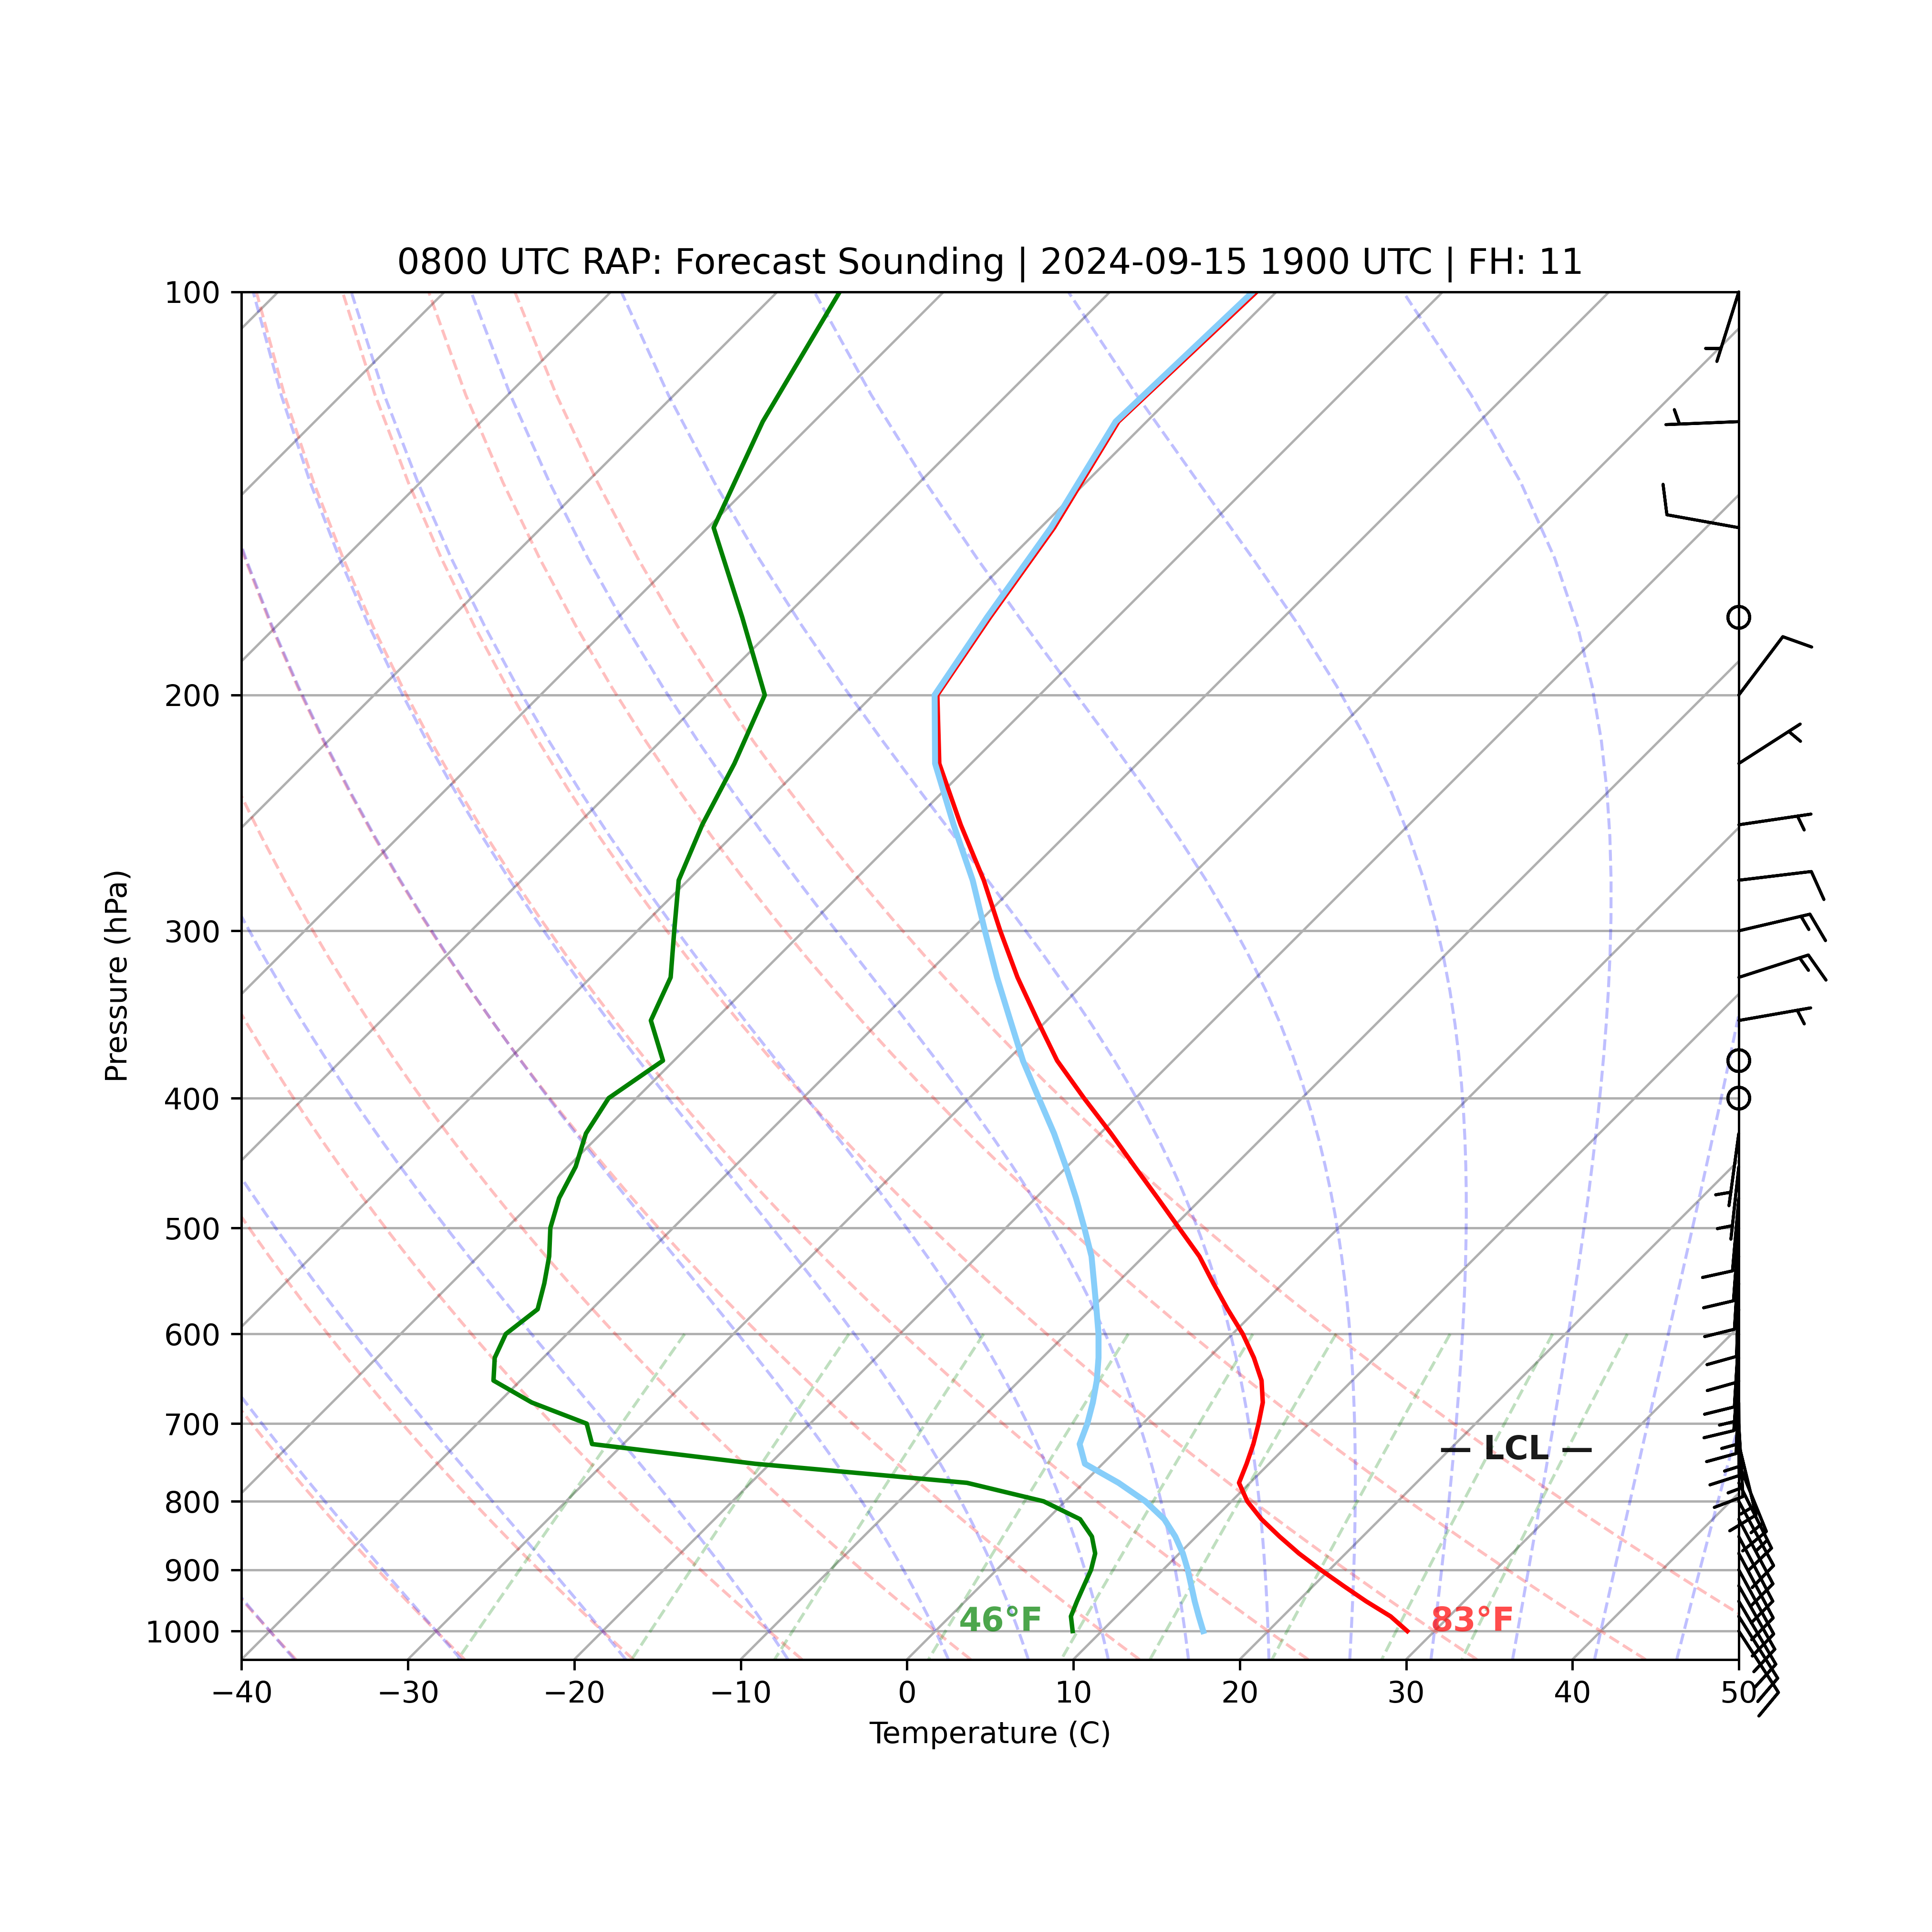 0800 UTC RAP: Forecast Sounding | 2024-09-15 1900 UTC | FH: 11
100
200
300
400
500
600
700
800
900
1000
Pressure (hPa)
— LCL —
46°F
83°F
−40 −30 −20 −10 0 10 20 30 40 50
Temperature (C)